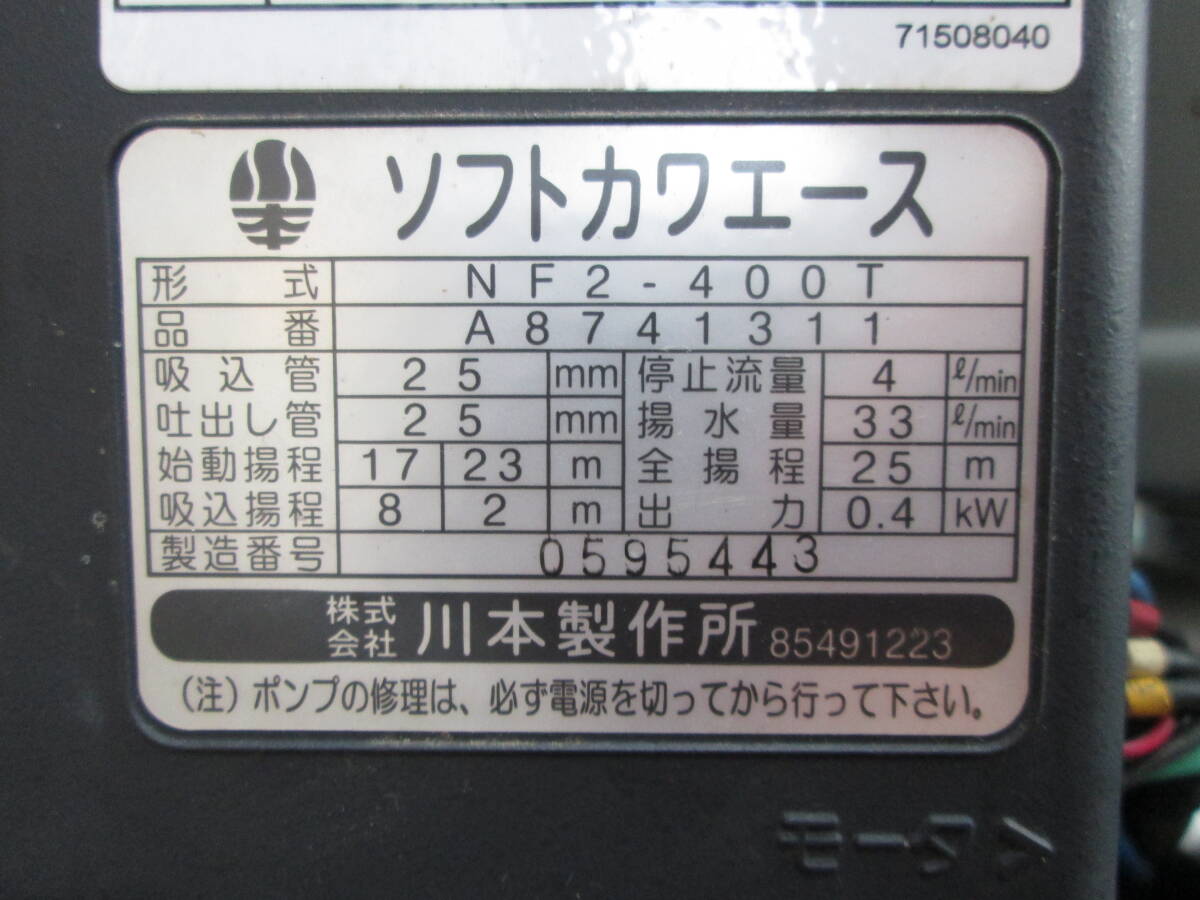 71508040
ソフトカワエース
形式 NF2-400T
品番 A8741311
吸込管 25 mm 停止流量 4 ℓ/min
吐出し管 25 mm 揚水量 33 ℓ/min
始動揚程 17 23 m 全揚程 25 m
吸込揚程 8 2 m 出力 0.4 kW
製造番号 0595443
株式会社 川本製作所 85491223
(注) ポンプの修理は、必ず電源を切ってから行って下さい。
モータ